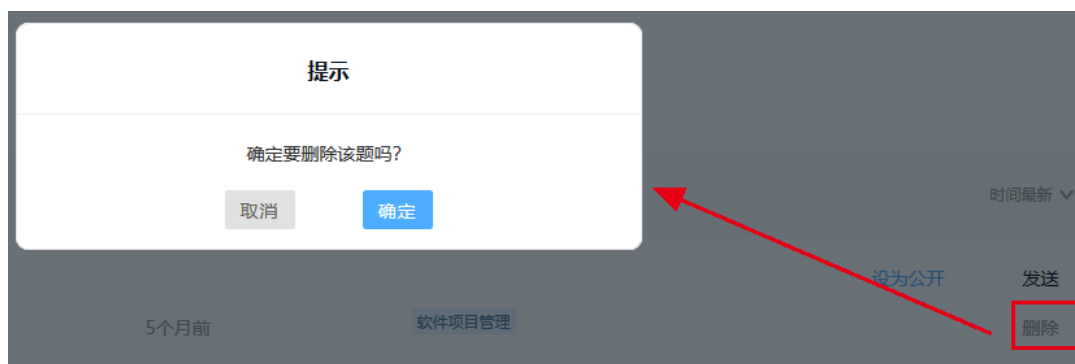 提示
确定要删除该题吗?
取消 确定
时间最新
设为公开 发送
5个月前 软件项目管理 删除